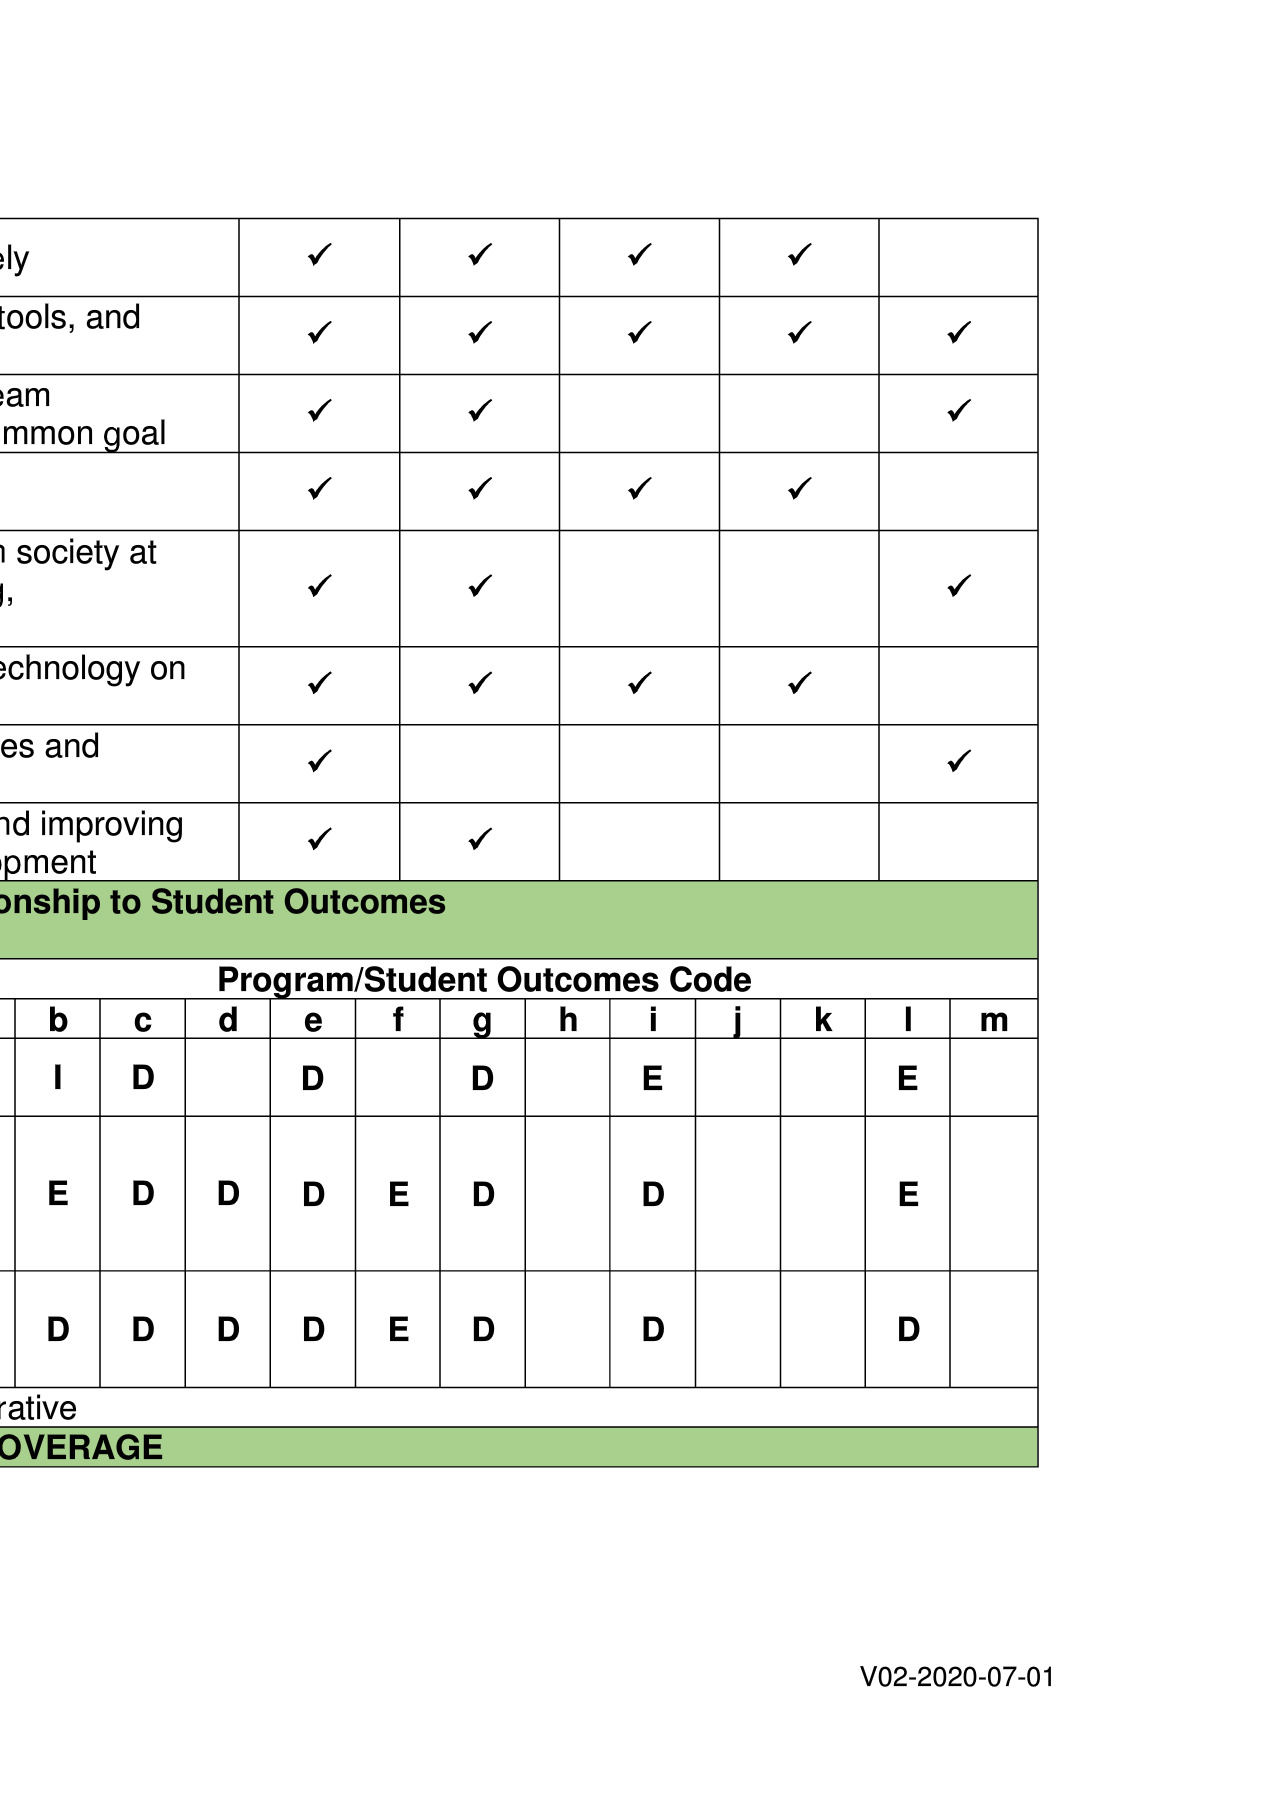 ely ✓ ✓ ✓ ✓
tools, and
✓ ✓ ✓ ✓ ✓
eam
mmon goal
✓ ✓ ✓
✓ ✓ ✓ ✓
society at
g,
✓ ✓ ✓
echnology on
✓ ✓ ✓ ✓
es and
✓ ✓
nd improving
opment
✓ ✓
onship to Student Outcomes
Program/Student Outcomes Code
b c d e f g h i j k l m
I D D D E E
E D D D E D D E
D D D D E D D D
rative
OVERAGE
V02-2020-07-01